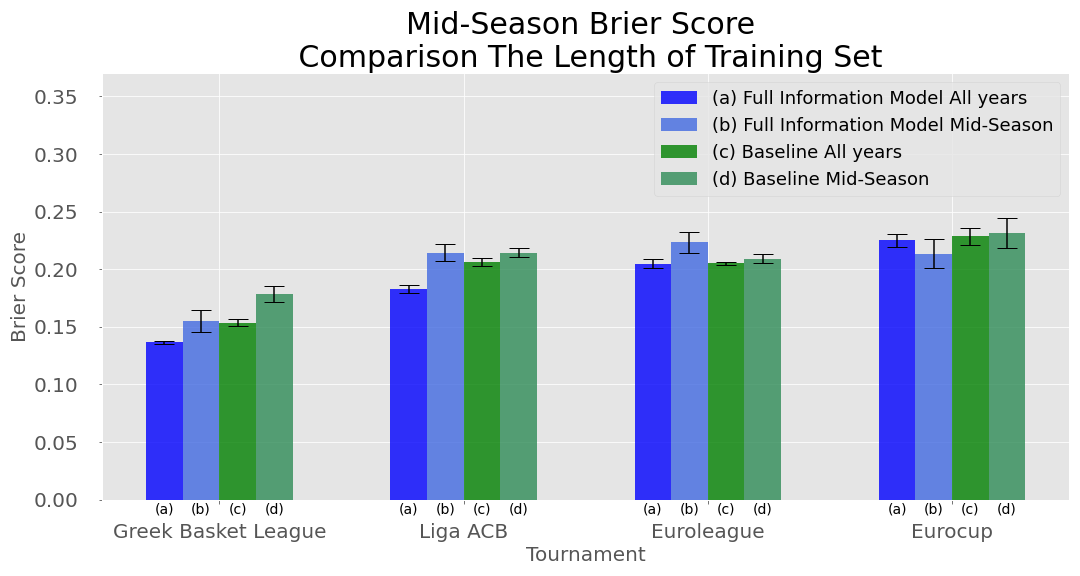 Mid-Season Brier Score
Comparison The Length of Training Set
0.35
0.30
0.25
0.20
0.15
0.10
0.05
0.00
Brier Score
(a) Full Information Model All years
(b) Full Information Model Mid-Season
(c) Baseline All years
(d) Baseline Mid-Season
(a) (b) (c) (d) (a) (b) (c) (d) (a) (b) (c) (d) (a) (b) (c) (d)
Greek Basket League Liga ACB Euroleague Eurocup
Tournament